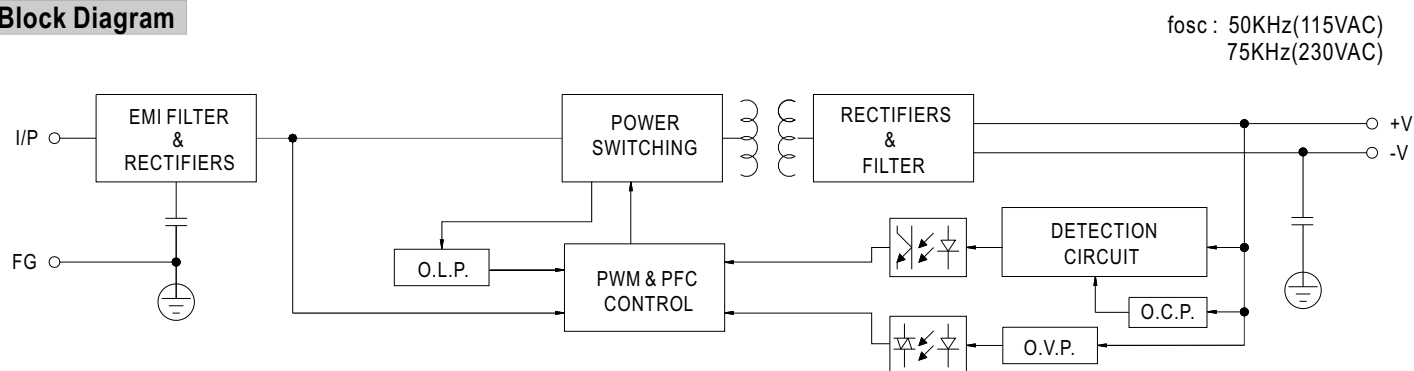 Block Diagram
fosc : 50KHz(115VAC)
75KHz(230VAC)
I/P
EMI FILTER
&
RECTIFIERS
POWER
SWITCHING
RECTIFIERS
&
FILTER
+V
-V
FG
O.L.P.
PWM & PFC
CONTROL
DETECTION
CIRCUIT
O.C.P.
O.V.P.